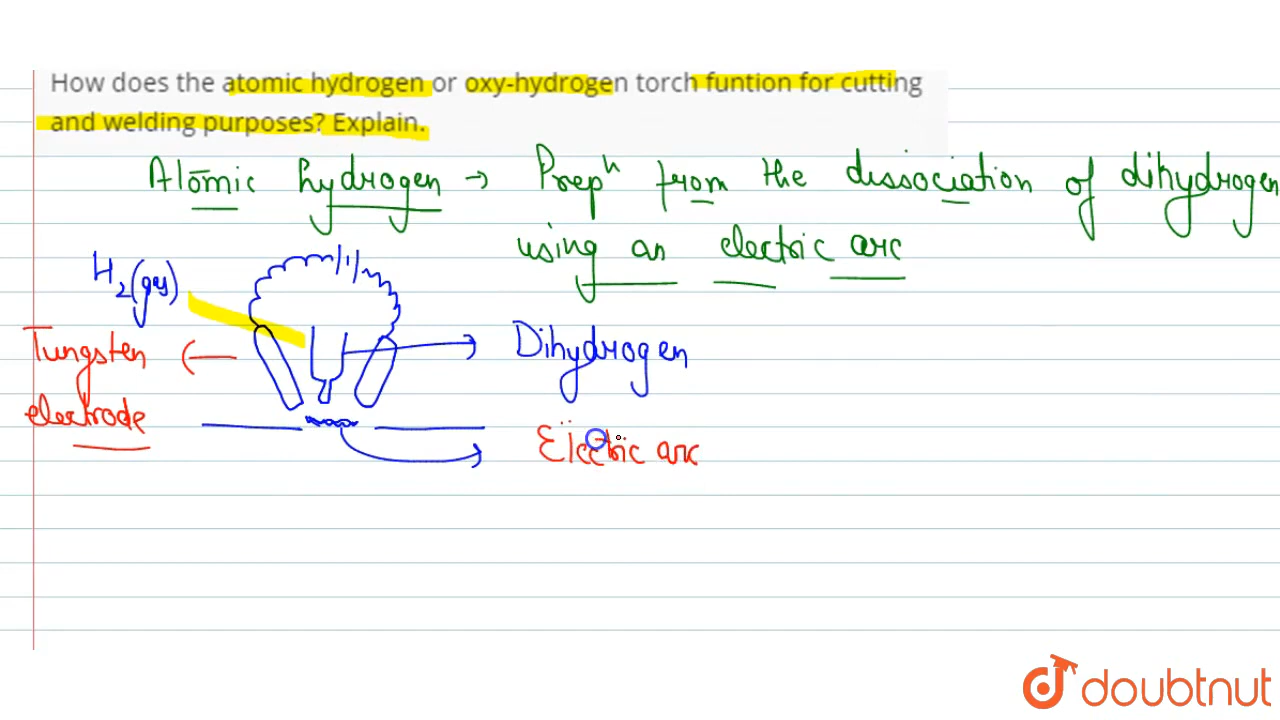 How does the atomic hydrogen or oxy-hydrogen torch funtion for cutting
and welding purposes? Explain.
Atomic hydrogen → Prepⁿ from the dissociation of dihydrogen
using an electric arc
H₂(gas)
Tungsten
electrode
Dihydrogen
Electric arc
doubtnut